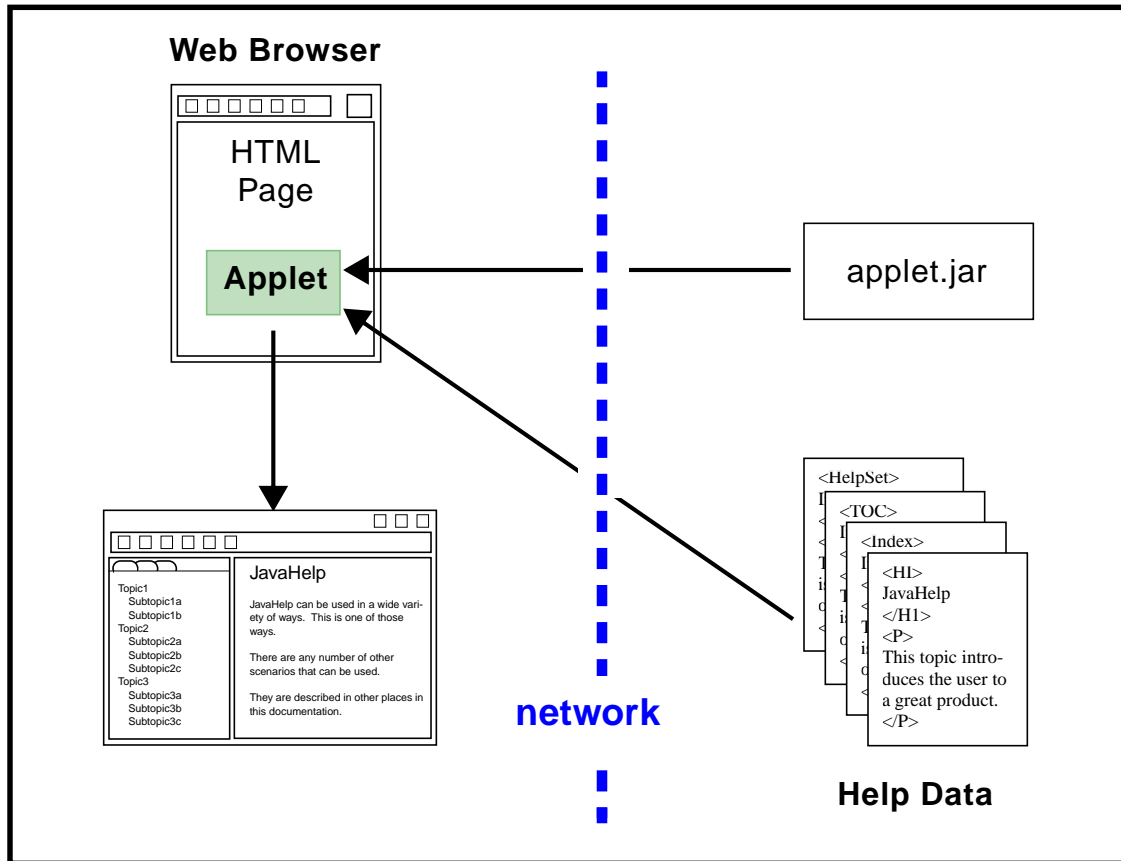 Web Browser
HTML
Page
Applet
applet.jar
JavaHelp
Topic1
Subtopic1a
Subtopic1b
Topic2
Subtopic2a
Subtopic2b
Subtopic2c
Topic3
Subtopic3a
Subtopic3b
Subtopic3c
JavaHelp can be used in a wide vari-
ety of ways. This is one of those
ways.
There are any number of other
scenarios that can be used.
They are described in other places in
this documentation.
network
<HelpSet>
<TOC>
<Index>
<HI>
JavaHelp
</H1>
<P>
This topic intro-
duces the user to
a great product.
</P>
Help Data